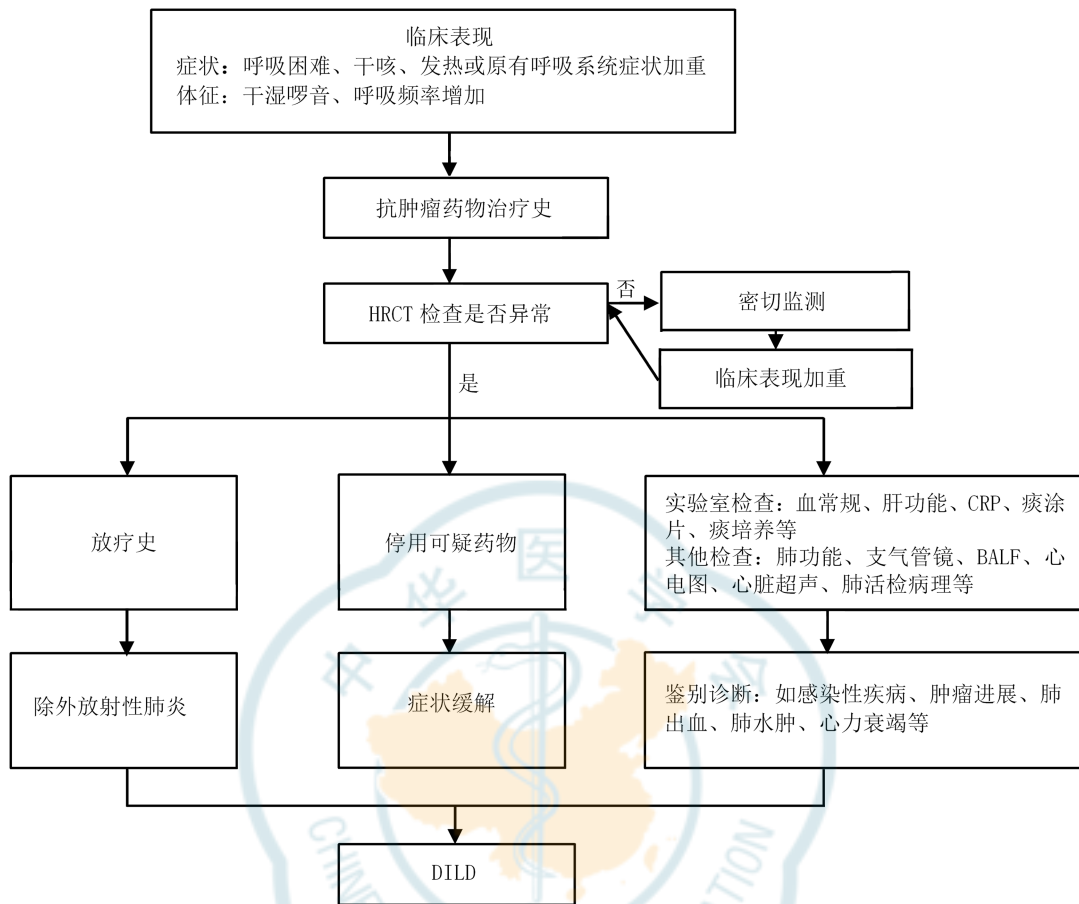 临床表现
症状：呼吸困难、干咳、发热或原有呼吸系统症状加重
体征：干湿啰音、呼吸频率增加
抗肿瘤药物治疗史
HRCT 检查是否异常
否
密切监测
临床表现加重
是
放疗史
停用可疑药物
实验室检查：血常规、肝功能、CRP、痰涂
片、痰培养等
其他检查：肺功能、支气管镜、BALF、心
电图、心脏超声、肺活检病理等
除外放射性肺炎
症状缓解
鉴别诊断：如感染性疾病、肿瘤进展、肺
出血、肺水肿、心力衰竭等
DILD
中华医学会